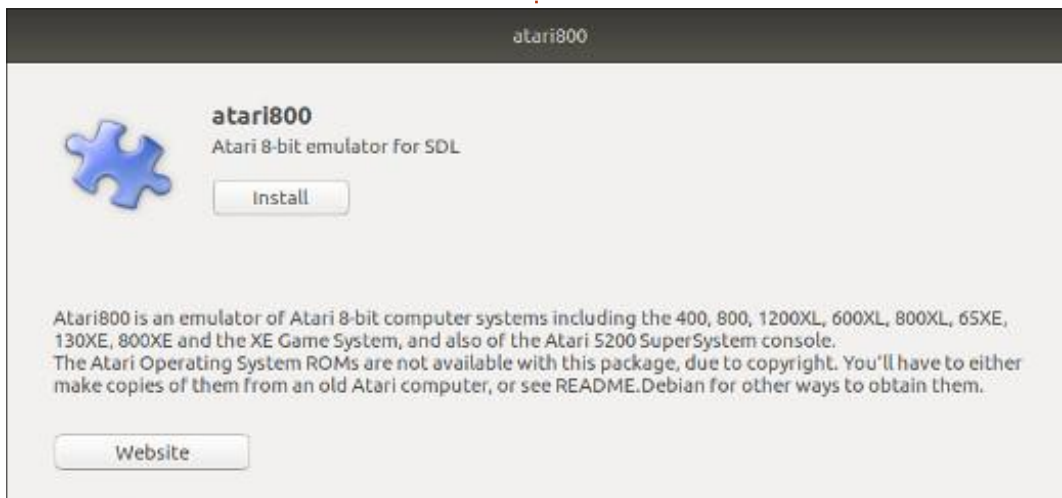 atari800
atari800
Atari 8-bit emulator for SDL
Install
Atari800 is an emulator of Atari 8-bit computer systems including the 400, 800, 1200XL, 600XL, 800XL, 65XE,
130XE, 800XE and the XE Game System, and also of the Atari 5200 SuperSystem console.
The Atari Operating System ROMs are not available with this package, due to copyright. You'll have to either
make copies of them from an old Atari computer, or see README.Debian for other ways to obtain them.
Website